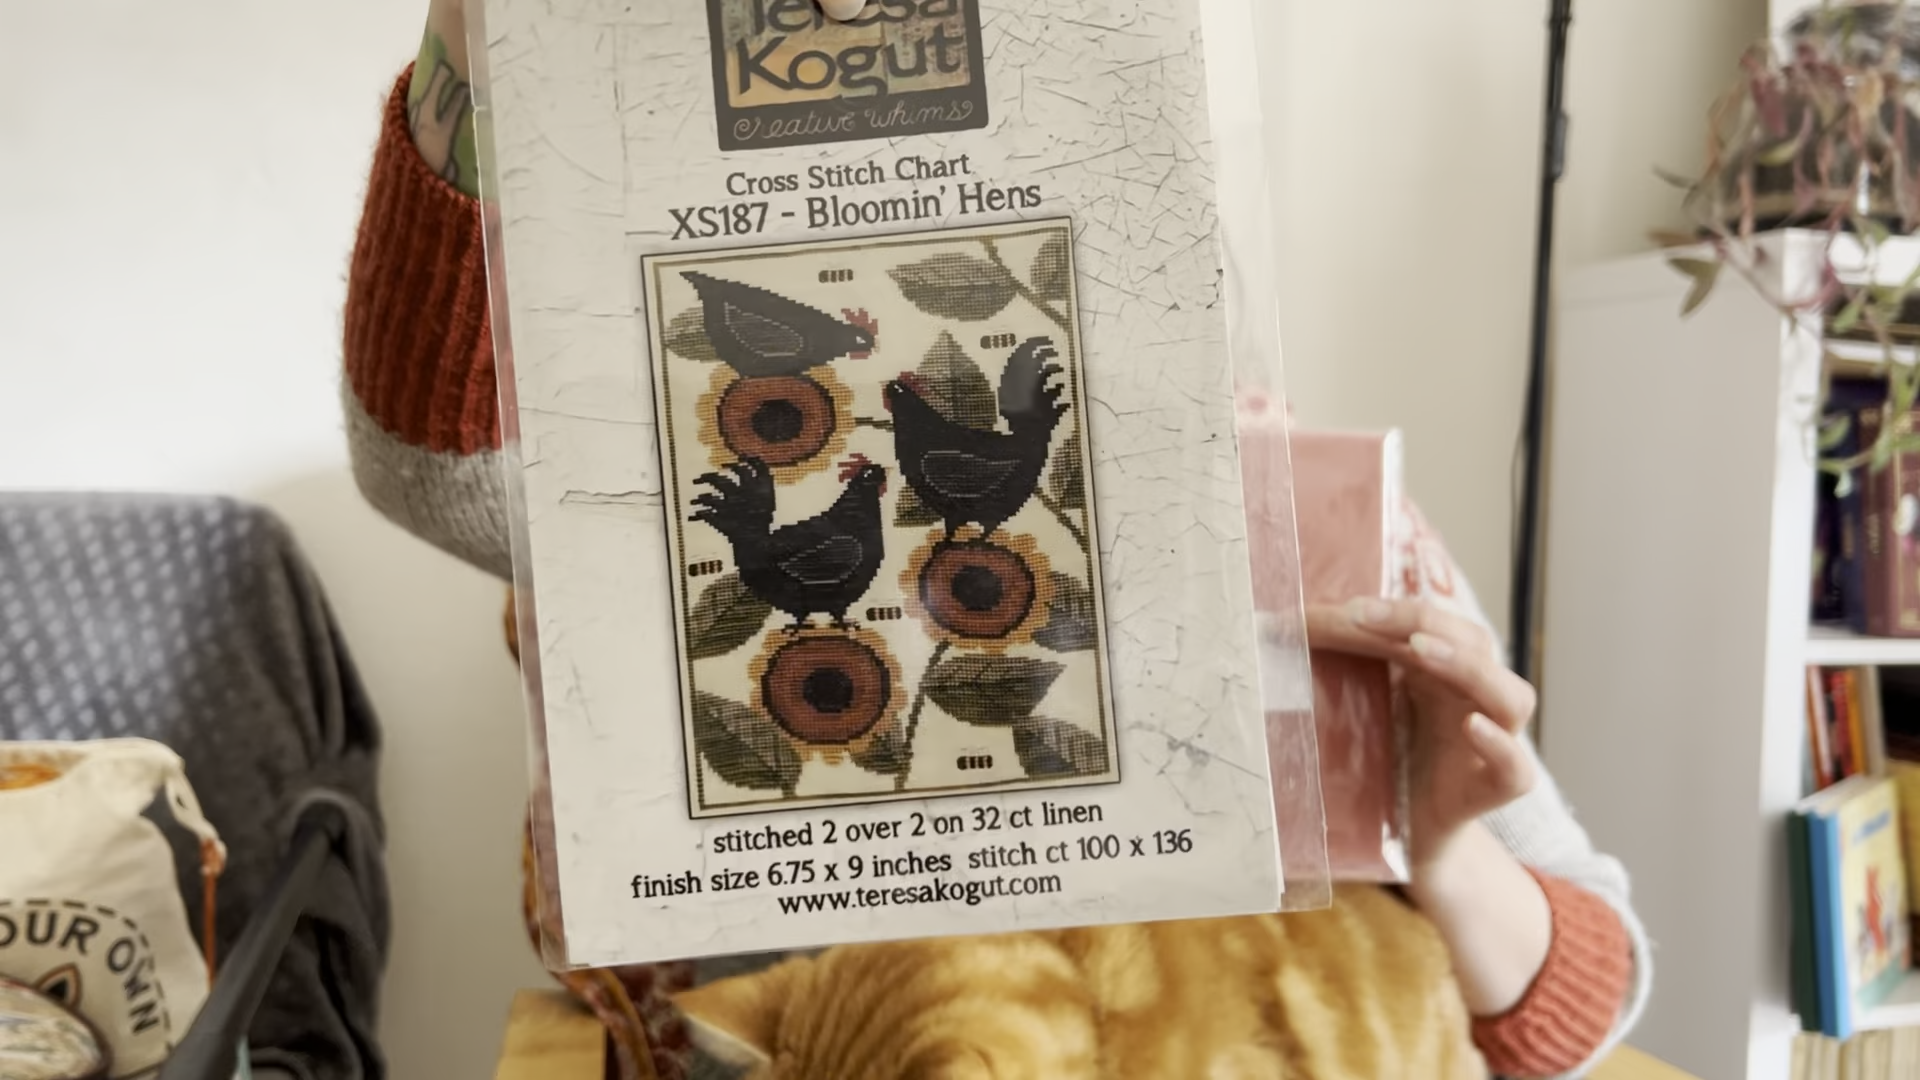 Teresa
Kogut
Creative Whims
Cross Stitch Chart
XS187 - Bloomin' Hens
stitched 2 over 2 on 32 ct linen
finish size 6.75 x 9 inches stitch ct 100 x 136
www.teresakogut.com
OUR OWN